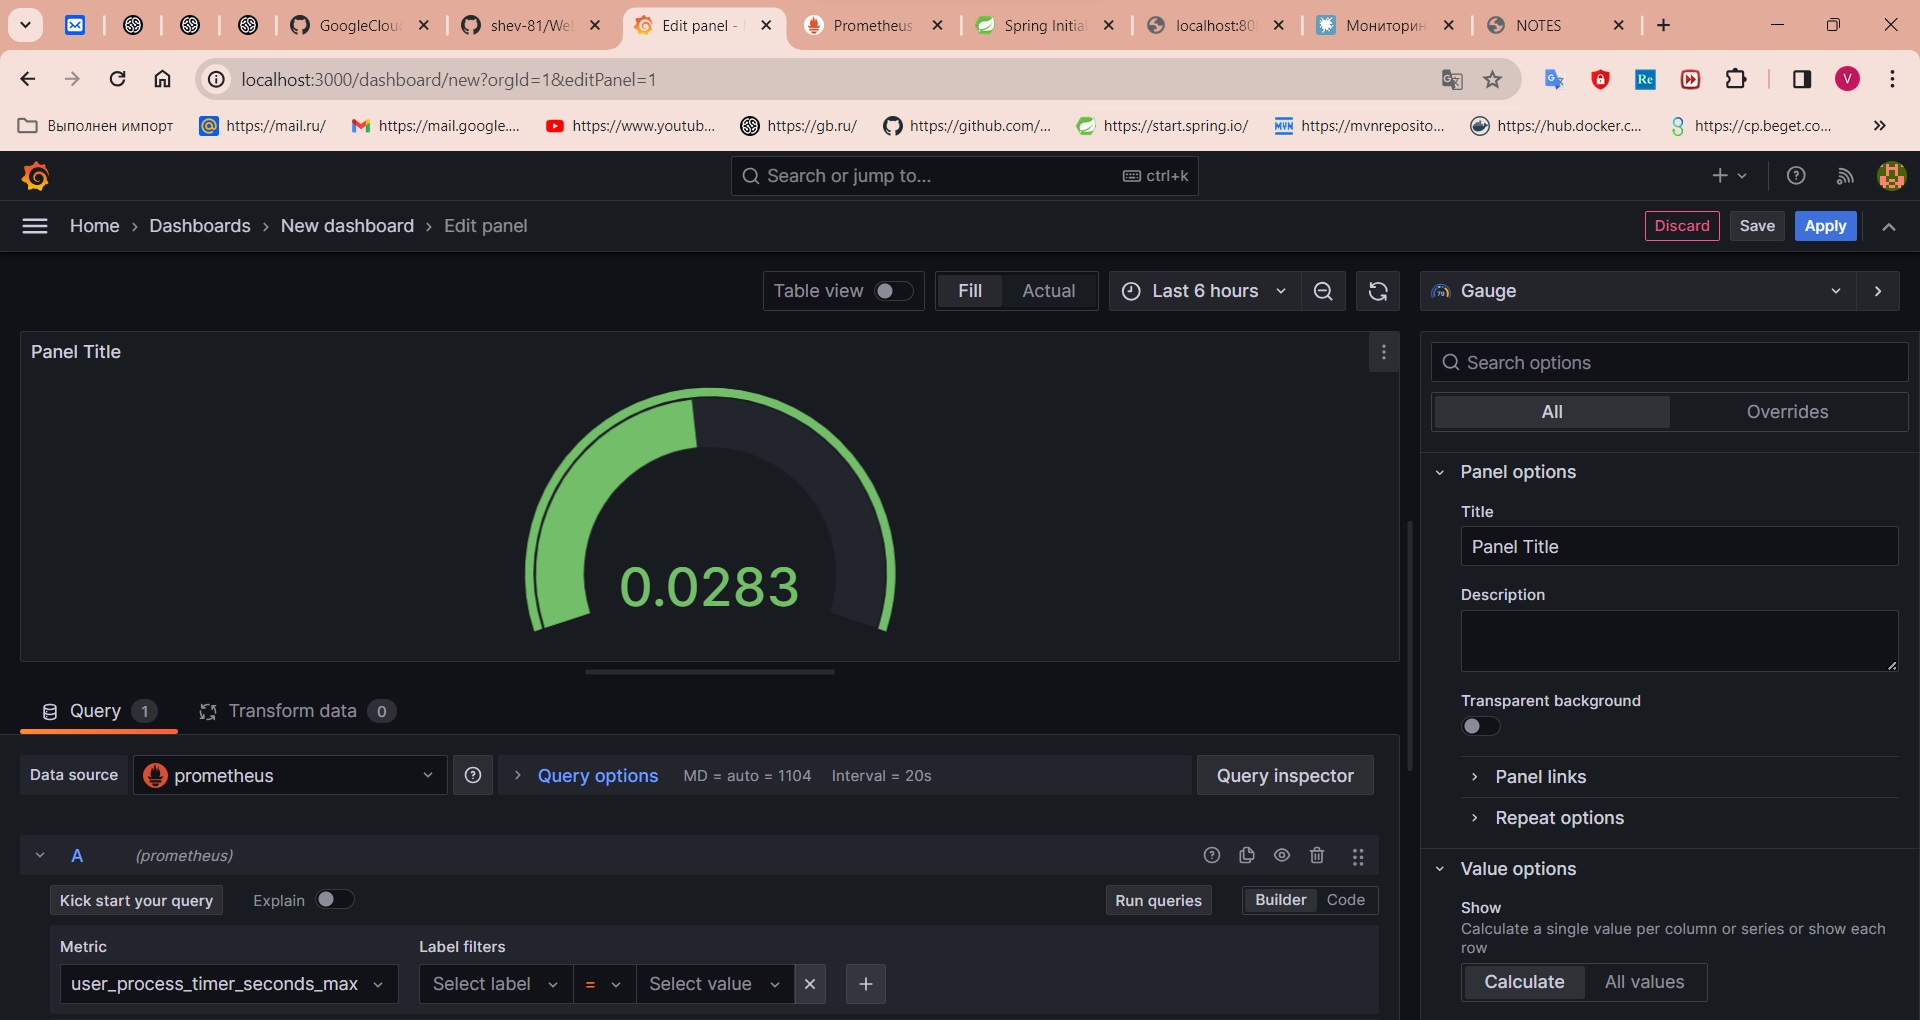 GoogleClou
shev-81/We
Edit panel -
Prometheus
Spring Initia
localhost:80
Мониторин
NOTES
localhost:3000/dashboard/new?orgId=1&editPanel=1
Re
V
Выполнен импорт
https://mail.ru/
https://mail.google....
https://www.youtub...
https://gb.ru/
https://github.com/...
https://start.spring.io/
MVN
https://mvnreposito...
https://hub.docker.c...
https://cp.beget.co...
Search or jump to...
ctrl+k
Home
Dashboards
New dashboard
Edit panel
Discard
Save
Apply
Table view
Fill
Actual
Last 6 hours
Gauge
Panel Title
0.0283
Search options
All
Overrides
Panel options
Title
Panel Title
Description
Transparent background
Panel links
Repeat options
Value options
Show
Calculate a single value per column or series or show each
row
Calculate
All values
Query 1
Transform data 0
Data source
prometheus
Query options
MD = auto = 1104
Interval = 20s
Query inspector
A
(prometheus)
Kick start your query
Explain
Run queries
Builder
Code
Metric
Label filters
user_process_timer_seconds_max
Select label
=
Select value